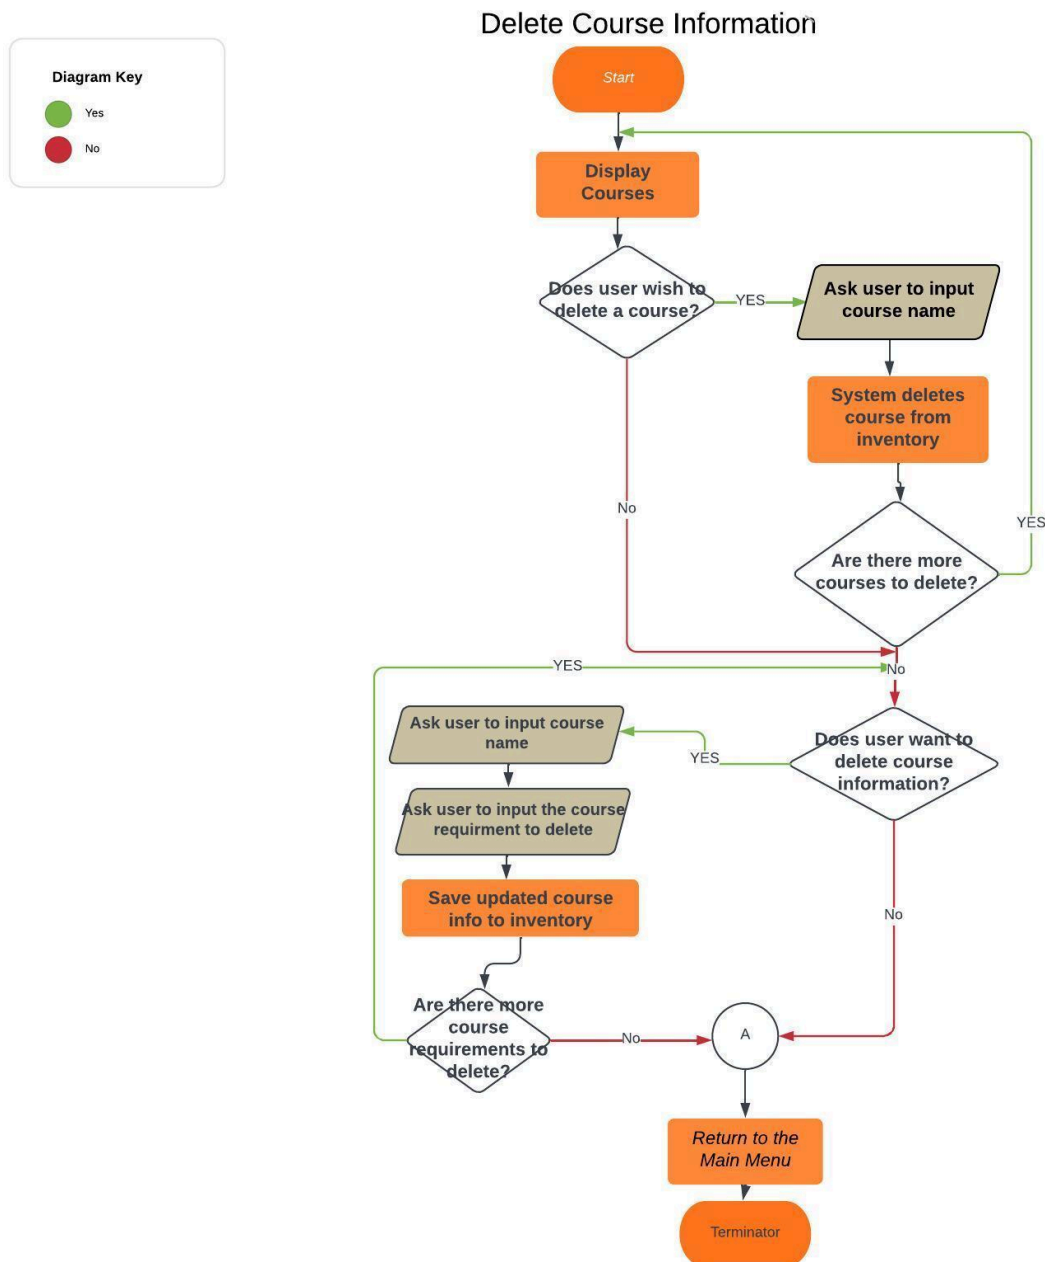 Delete Course Information
Diagram Key
Yes
No
Start
Display
Courses
Does user wish to
delete a course?
YES
Ask user to input
course name
System deletes
course from
inventory
No
YES
Are there more
courses to delete?
YES
No
Ask user to input course
name
Does user want to
delete course
information?
YES
Ask user to input the course
requirment to delete
Save updated course
info to inventory
No
Are there more
course
requirements to
delete?
No
A
Return to the
Main Menu
Terminator